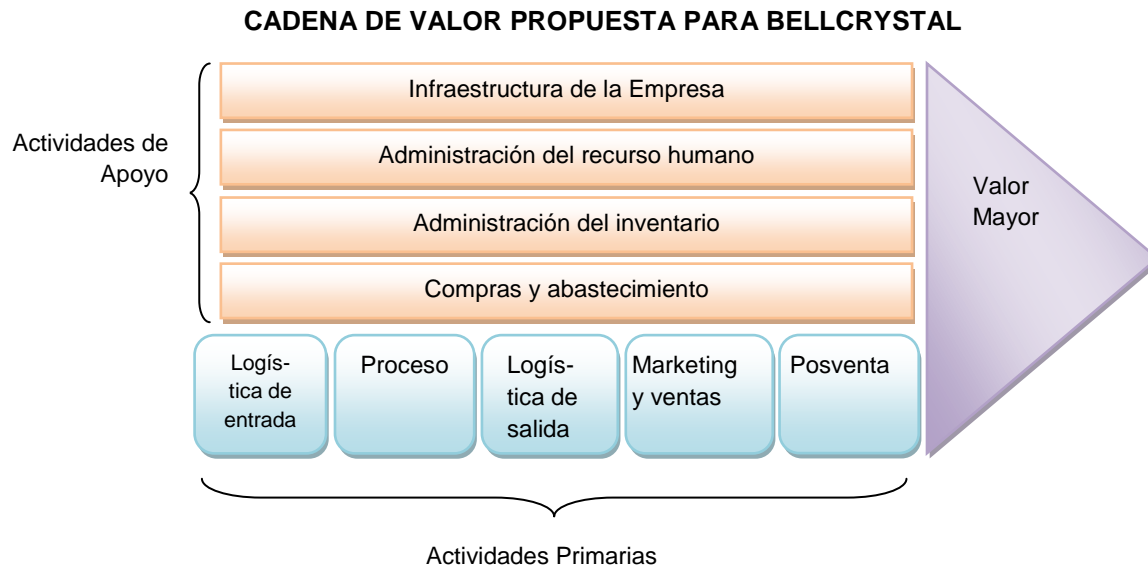 CADENA DE VALOR PROPUESTA PARA BELLCRYSTAL
Infraestructura de la Empresa
Actividades de
Apoyo
Administración del recurso humano
Administración del inventario
Compras y abastecimiento
Valor
Mayor
Logís-
tica de
entrada
Proceso
Logís-
tica de
salida
Marketing
y ventas
Posventa
Actividades Primarias